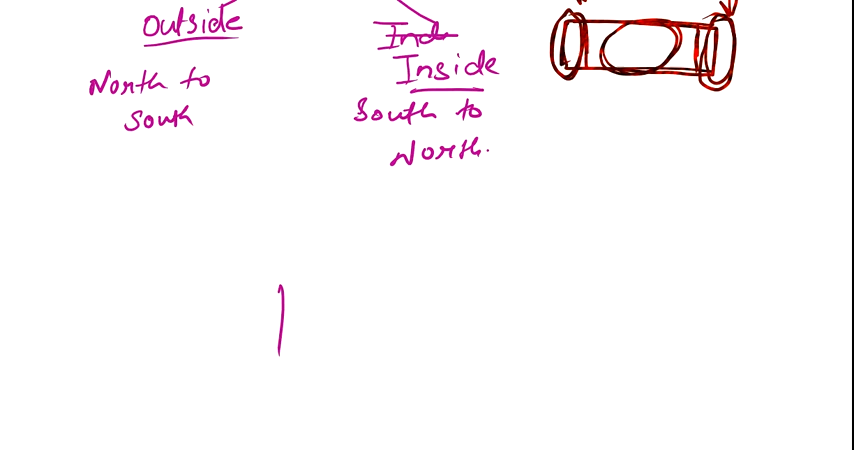 Outside
Ind
Inside
North to
South
South to
North.